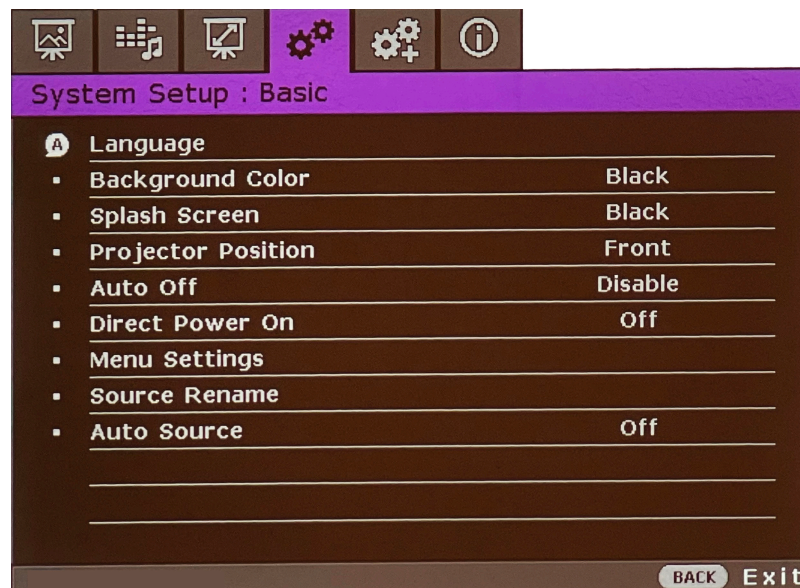 System Setup : Basic
A Language
Background Color Black
Splash Screen Black
Projector Position Front
Auto Off Disable
Direct Power On Off
Menu Settings
Source Rename
Auto Source Off
BACK Exit